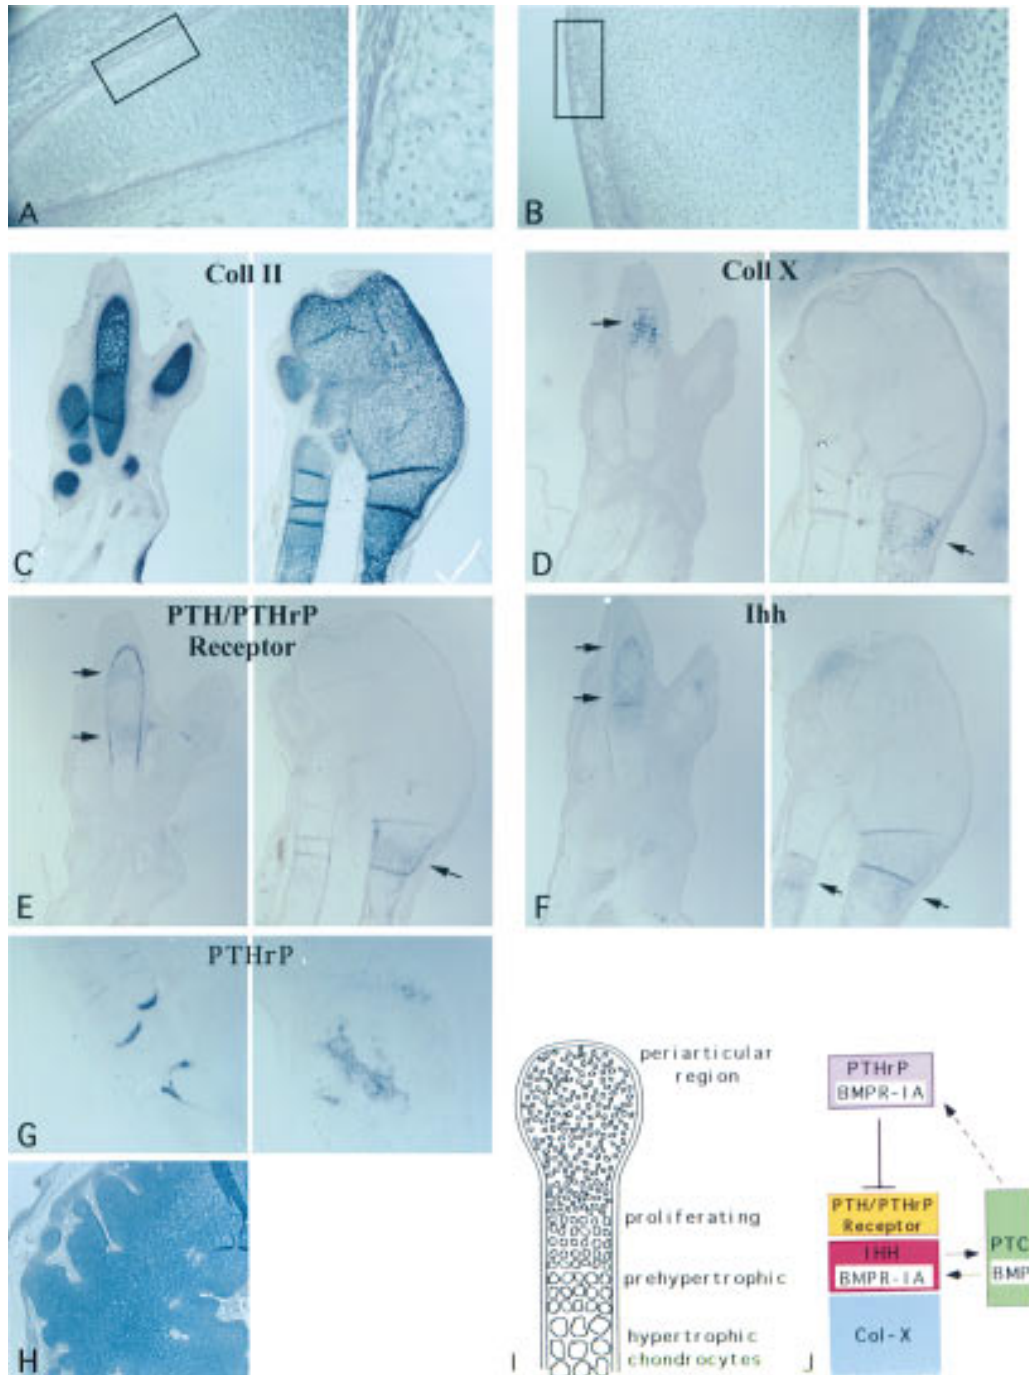 A
B
Coll II
Coll X
C
D
PTH/PTHrP
Receptor
Ihh
E
F
PTHrP
G
H
periarticular
region
proliferating
prehypertrophic
hypertrophic
chondrocytes
I
PTHrP
BMPR-IA
PTH/PTHrP
Receptor
IHH
BMPR-IA
PTC
BMP
Col-X
J